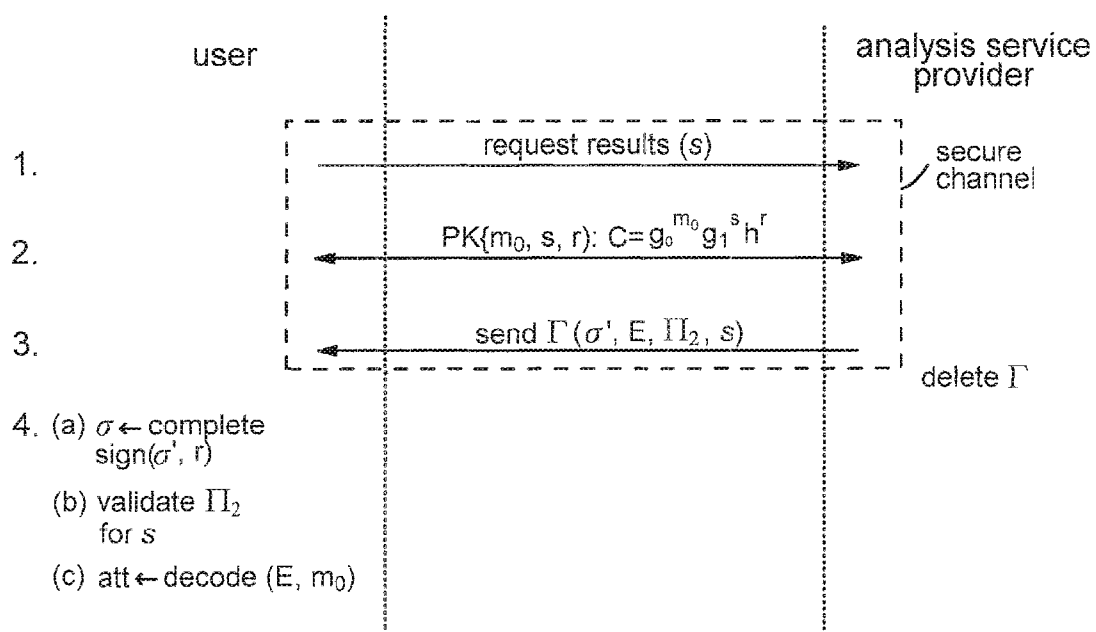 user
analysis service
provider
1.
request results (s)
secure
channel
2.
PK{m₀, s, r): C=g₀^m₀ g₁^s h^r
3.
send Γ (σ', E, Π₂, s)
delete Γ
4. (a) σ ← complete
sign(σ', r)
(b) validate Π₂
for s
(c) att ← decode (E, m₀)